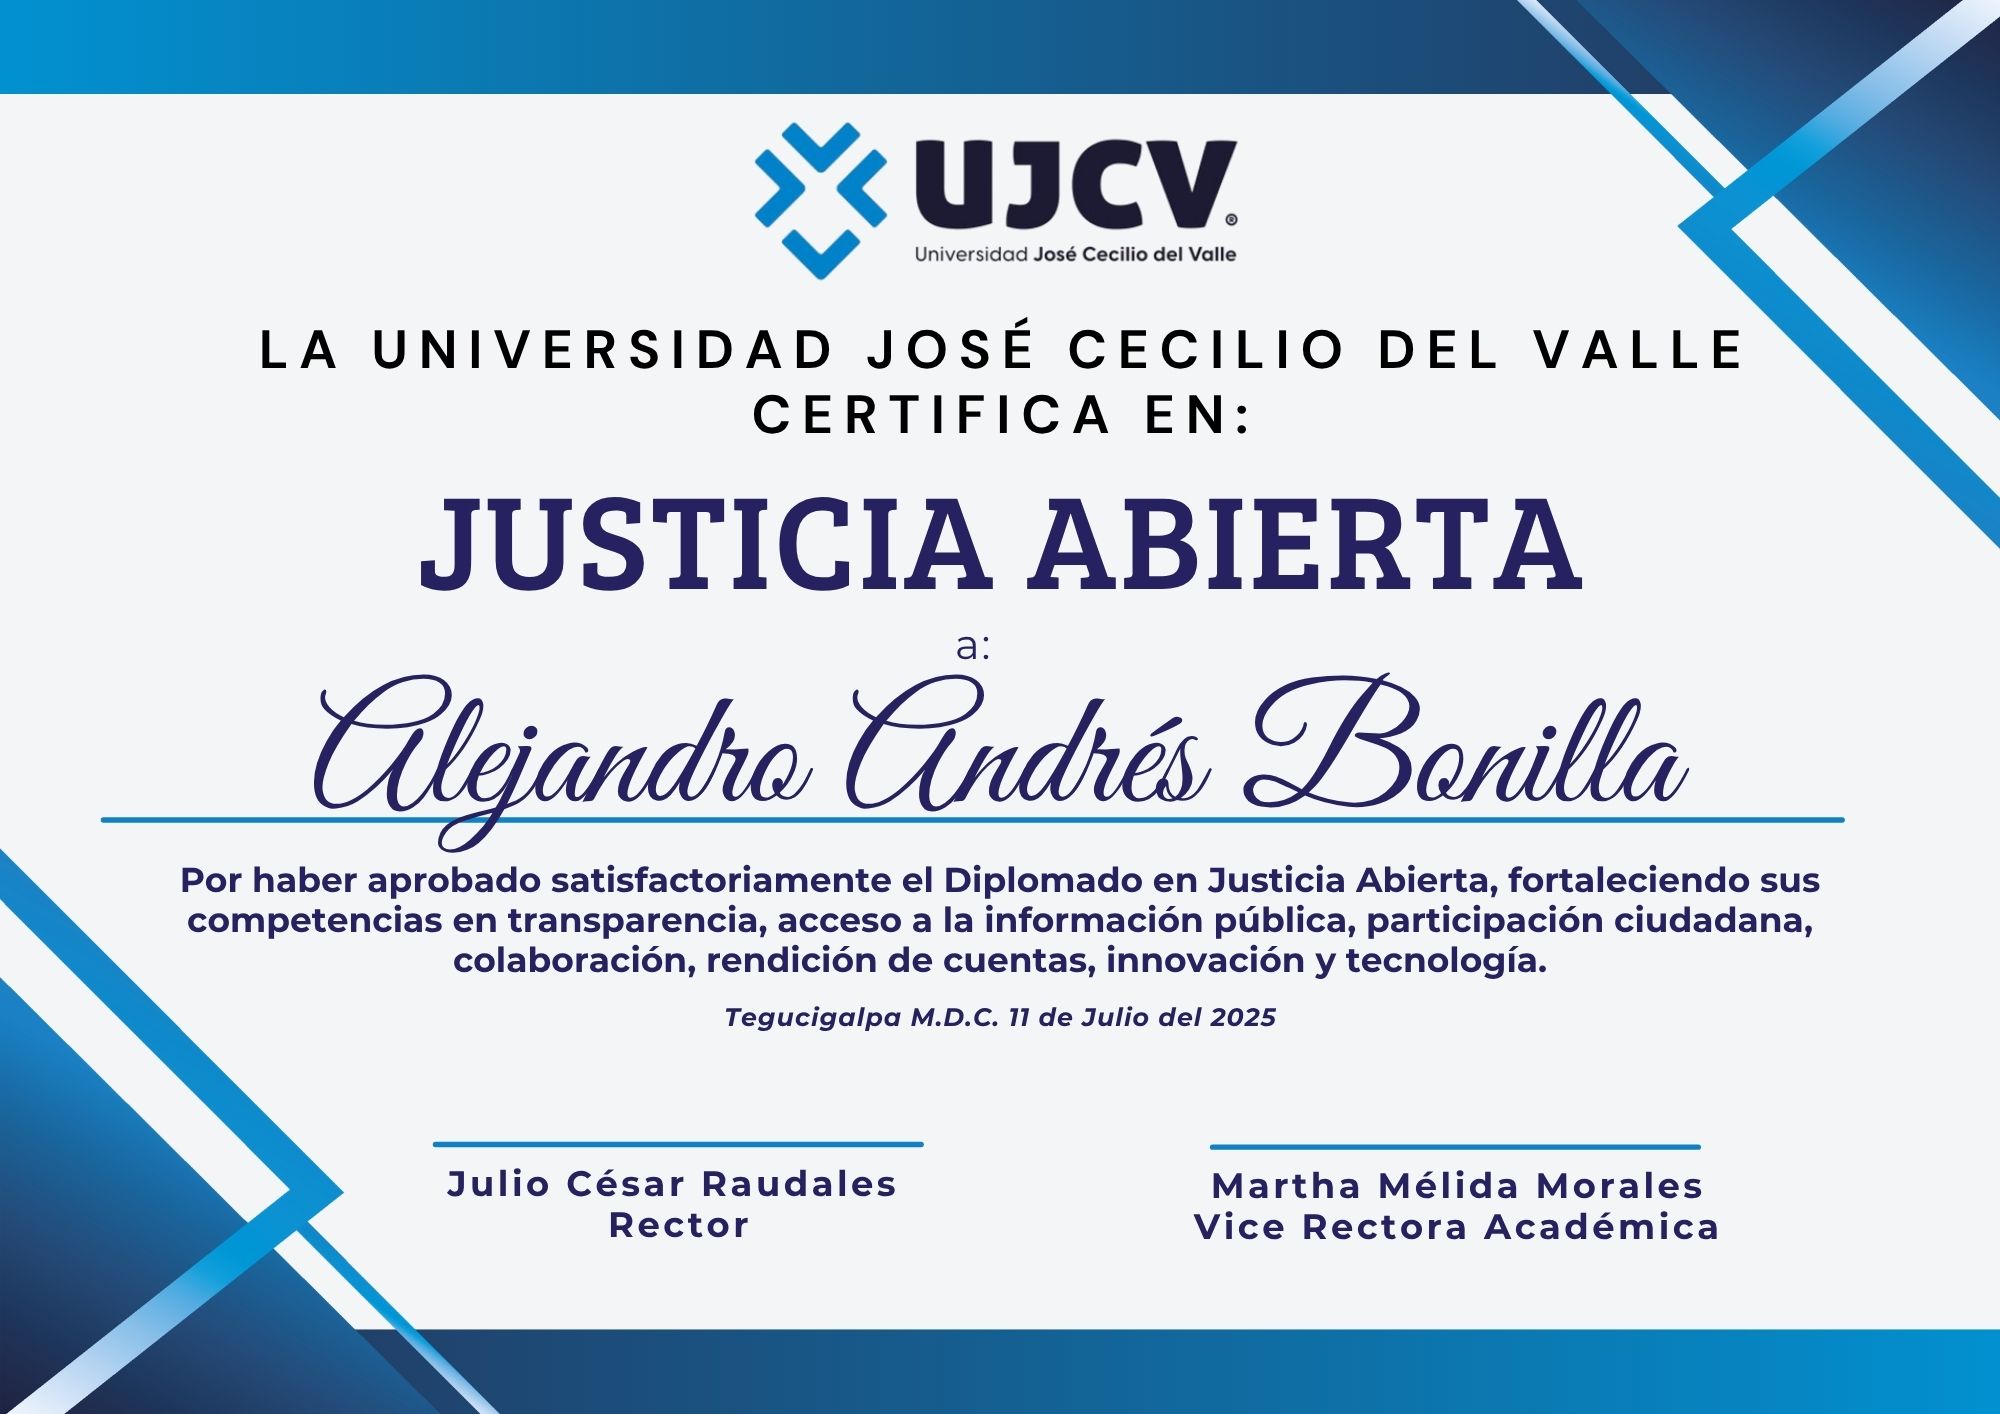 UJCV®
Universidad José Cecilio del Valle
LA UNIVERSIDAD JOSÉ CECILIO DEL VALLE
CERTIFICA EN:
JUSTICIA ABIERTA
a:
Alejandro Andrés Bonilla
Por haber aprobado satisfactoriamente el Diplomado en Justicia Abierta, fortaleciendo sus
competencias en transparencia, acceso a la información pública, participación ciudadana,
colaboración, rendición de cuentas, innovación y tecnología.
Tegucigalpa M.D.C. 11 de Julio del 2025
Julio César Raudales
Rector
Martha Mélida Morales
Vice Rectora Académica